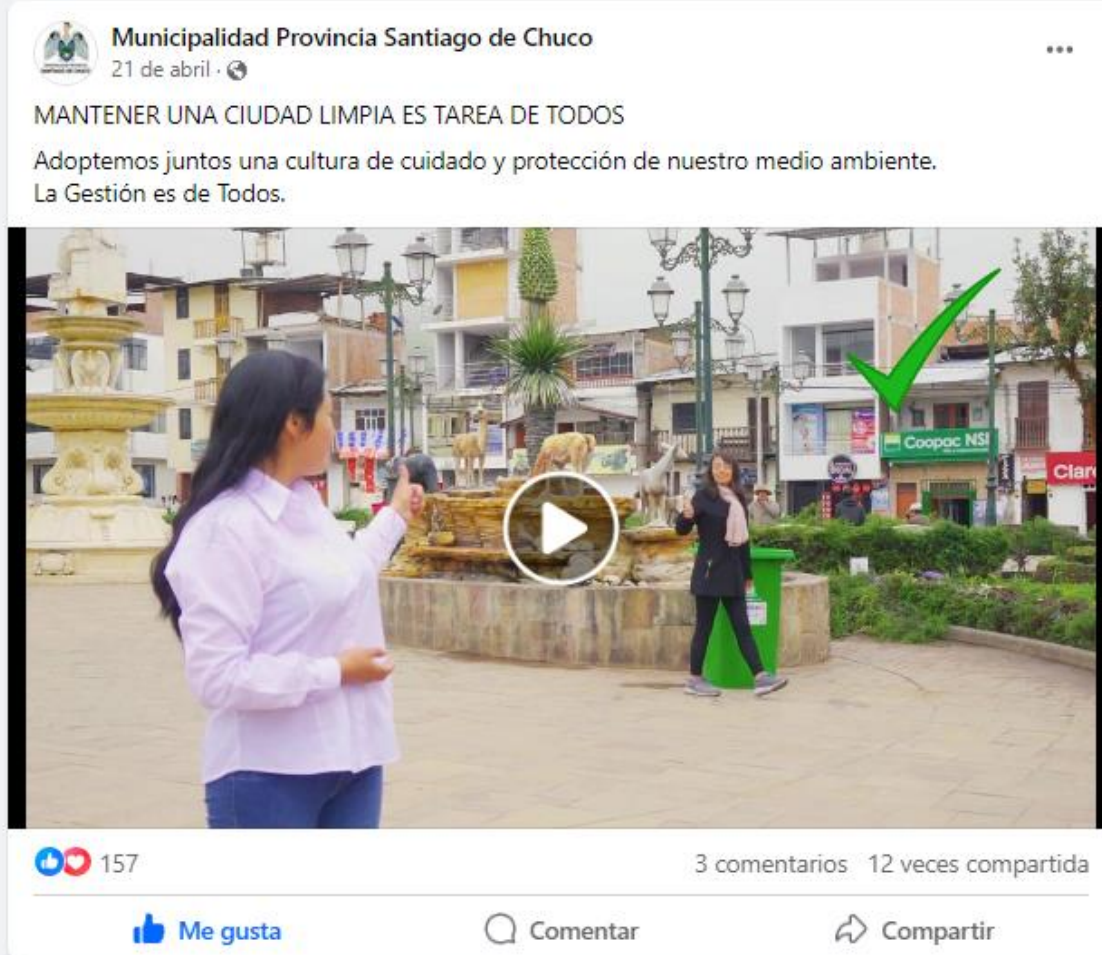 Municipalidad Provincia Santiago de Chuco
21 de abril ·
MANTENER UNA CIUDAD LIMPIA ES TAREA DE TODOS
Adoptemos juntos una cultura de cuidado y protección de nuestro medio ambiente.
La Gestión es de Todos.
Coopac NSI
Clar
157
3 comentarios 12 veces compartida
Me gusta Comentar Compartir